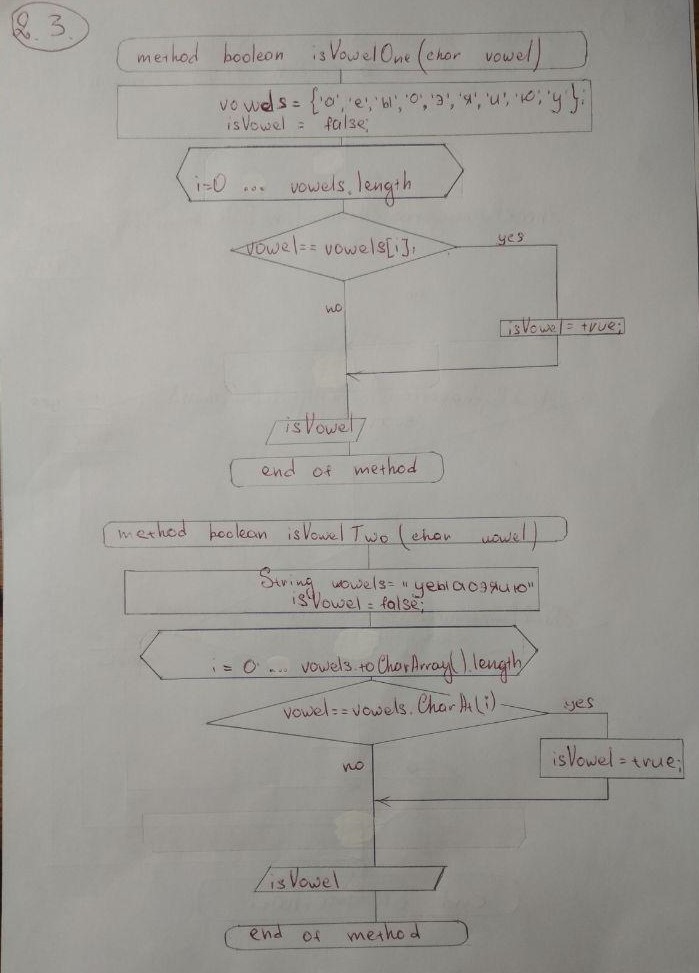 2.3.
method boolean isVowelOne (char vowel)
vowels = {'а', 'е', 'ы', 'о', 'э', 'я', 'и', 'ю', 'у'};
isVowel = false;
i=0 ... vowels.length
vowel == vowels[i],
yes
no
isVowel = true;
isVowel
end of method
method boolean isVowelTwo (char vowel)
String vowels= "уеыаоэяию"
isVowel = false;
i = 0 ... vowels.toCharArray().length
vowel==vowels.CharAt(i)
yes
no
isVowel = true;
isVowel
end of method